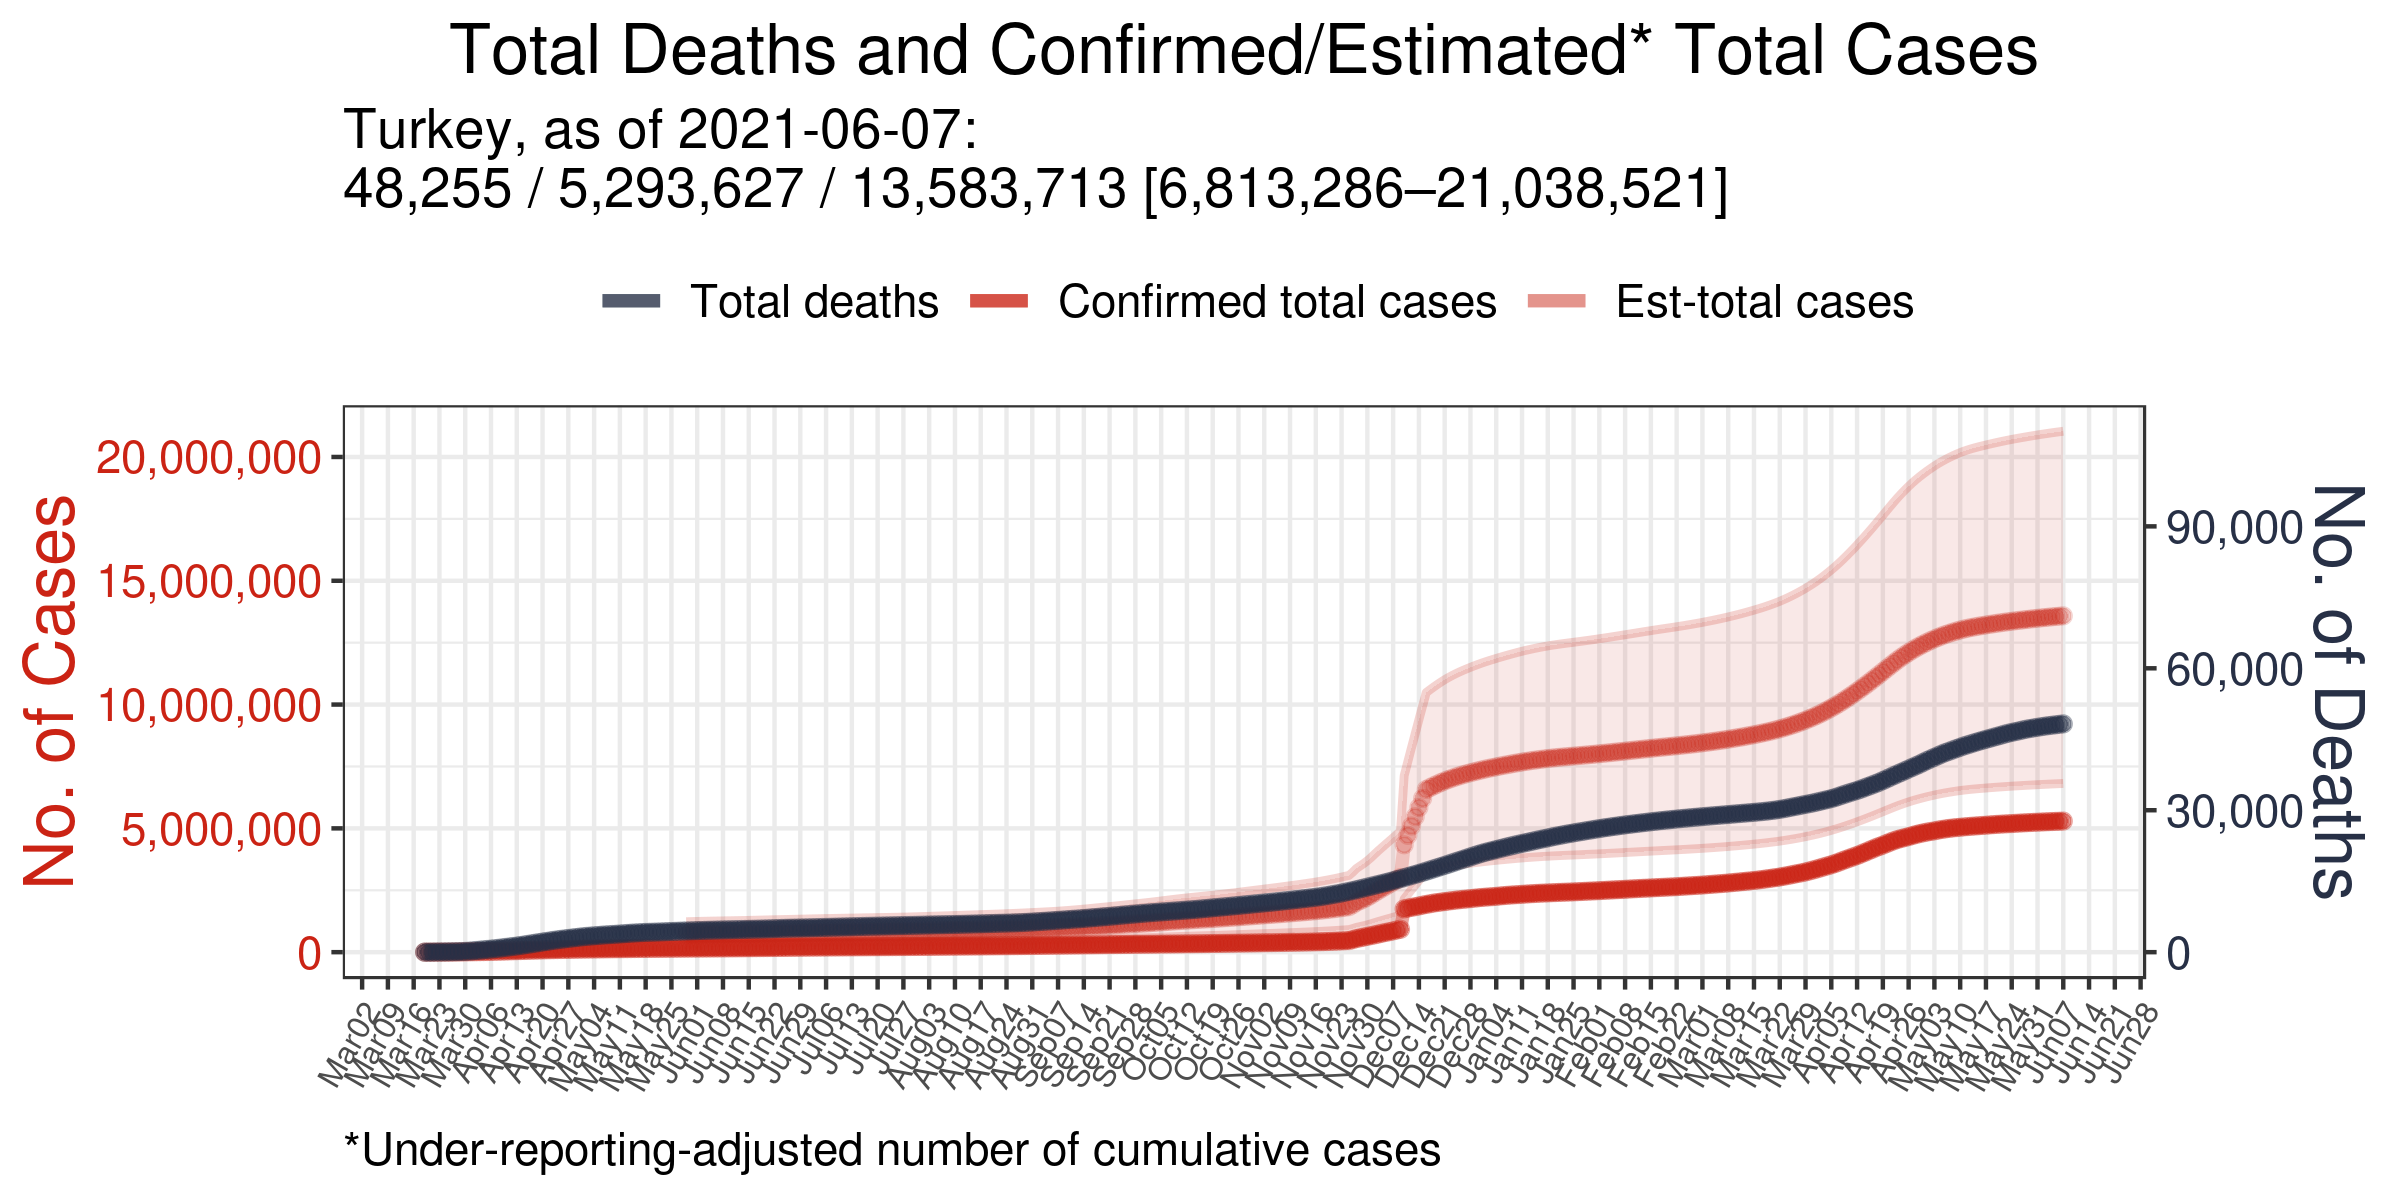 Total Deaths and Confirmed/Estimated* Total Cases
Turkey, as of 2021-06-07:
48,255 / 5,293,627 / 13,583,713 [6,813,286–21,038,521]
Total deaths
Confirmed total cases
Est-total cases
No. of Cases
20,000,000
15,000,000
10,000,000
5,000,000
0
No. of Deaths
90,000
60,000
30,000
0
Mar02
Mar09
Mar16
Mar23
Mar30
Apr06
Apr13
Apr20
Apr27
May04
May11
May18
May25
Jun01
Jun08
Jun15
Jun22
Jun29
Jul06
Jul13
Jul20
Jul27
Aug03
Aug10
Aug17
Aug24
Aug31
Sep07
Sep14
Sep21
Sep28
Oct05
Oct12
Oct19
Oct26
Nov02
Nov09
Nov16
Nov23
Nov30
Dec07
Dec14
Dec21
Dec28
Jan04
Jan11
Jan18
Jan25
Feb01
Feb08
Feb15
Feb22
Mar01
Mar08
Mar15
Mar22
Mar29
Apr05
Apr12
Apr19
Apr26
May03
May10
May17
May24
May31
Jun07
Jun14
Jun21
Jun28
*Under-reporting-adjusted number of cumulative cases